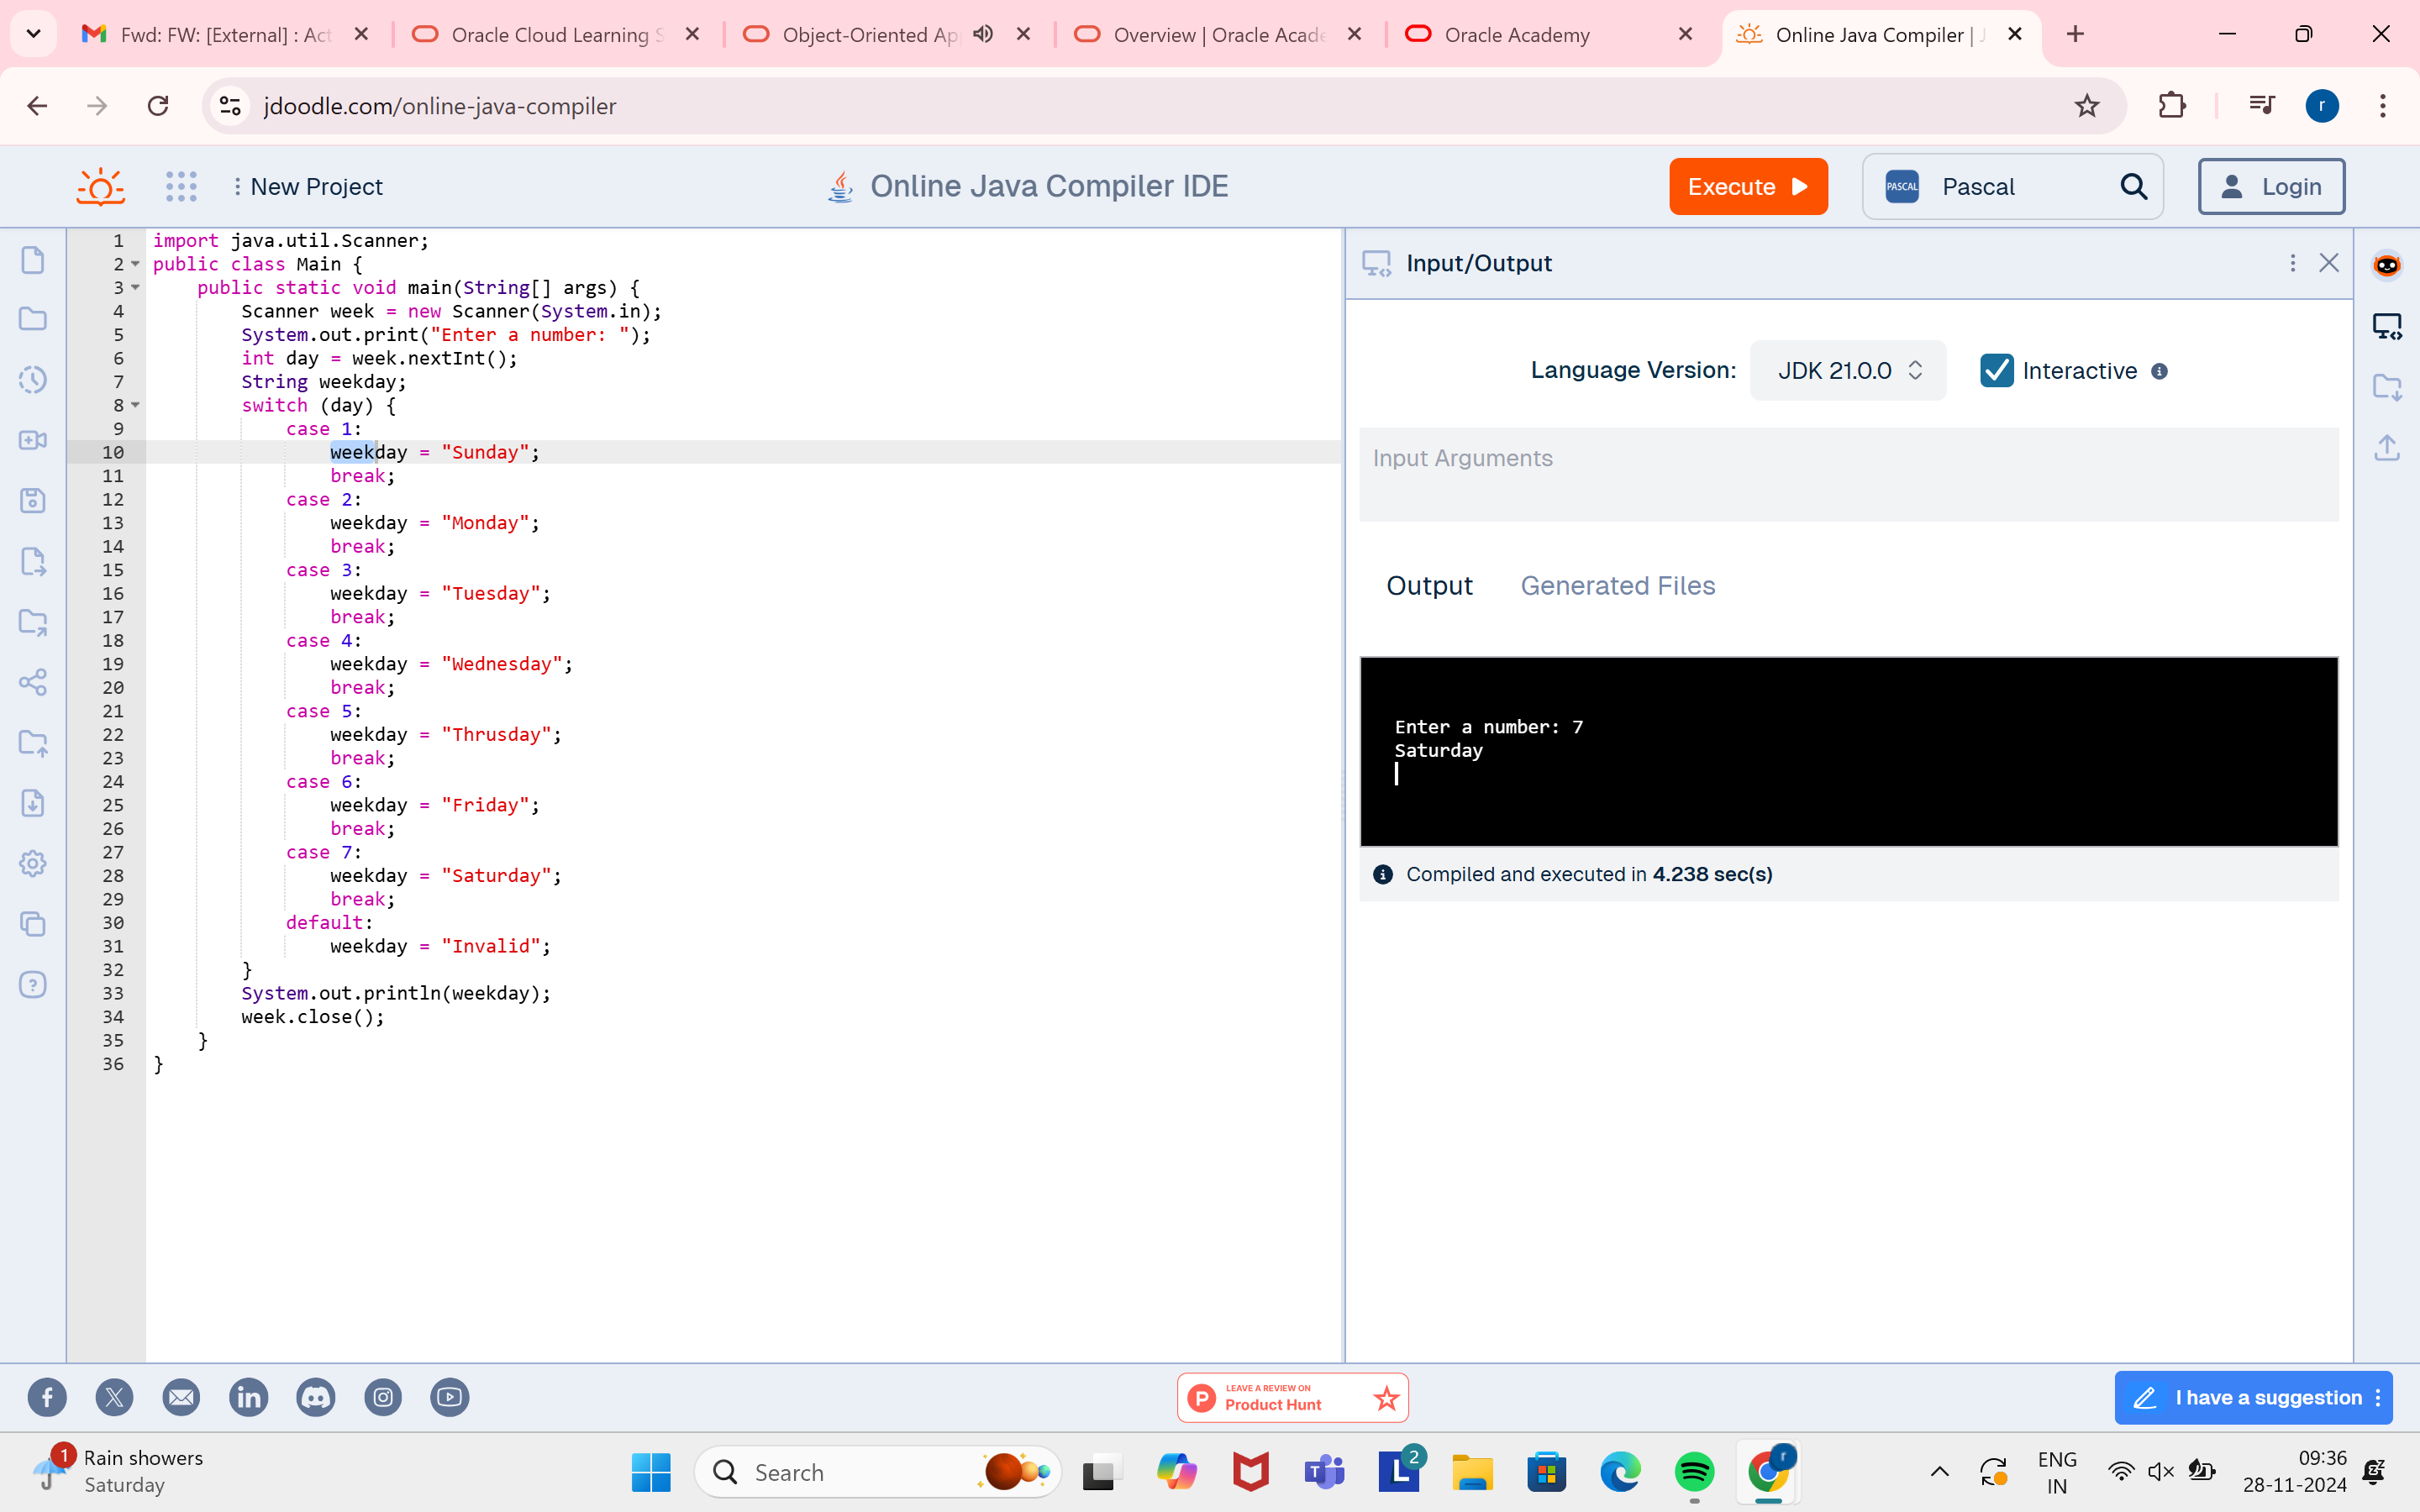 Fwd: FW: [External] : Act
Oracle Cloud Learning S
Object-Oriented Ap
Overview | Oracle Acade
Oracle Academy
Online Java Compiler | J
jdoodle.com/online-java-compiler
r
New Project
Online Java Compiler IDE
Execute
PASCAL
Pascal
Login
1 import java.util.Scanner;
2 public class Main {
3     public static void main(String[] args) {
4         Scanner week = new Scanner(System.in);
5         System.out.print("Enter a number: ");
6         int day = week.nextInt();
7         String weekday;
8         switch (day) {
9             case 1:
10                 weekday = "Sunday";
11                 break;
12             case 2:
13                 weekday = "Monday";
14                 break;
15             case 3:
16                 weekday = "Tuesday";
17                 break;
18             case 4:
19                 weekday = "Wednesday";
20                 break;
21             case 5:
22                 weekday = "Thrusday";
23                 break;
24             case 6:
25                 weekday = "Friday";
26                 break;
27             case 7:
28                 weekday = "Saturday";
29                 break;
30             default:
31                 weekday = "Invalid";
32         }
33         System.out.println(weekday);
34         week.close();
35     }
36 }
Input/Output
Language Version: JDK 21.0.0 Interactive
Input Arguments
Output Generated Files
Enter a number: 7
Saturday
Compiled and executed in 4.238 sec(s)
LEAVE A REVIEW ON
Product Hunt
I have a suggestion
1
Rain showers
Saturday
Search
L
2
r
ENG
IN
09:36
28-11-2024